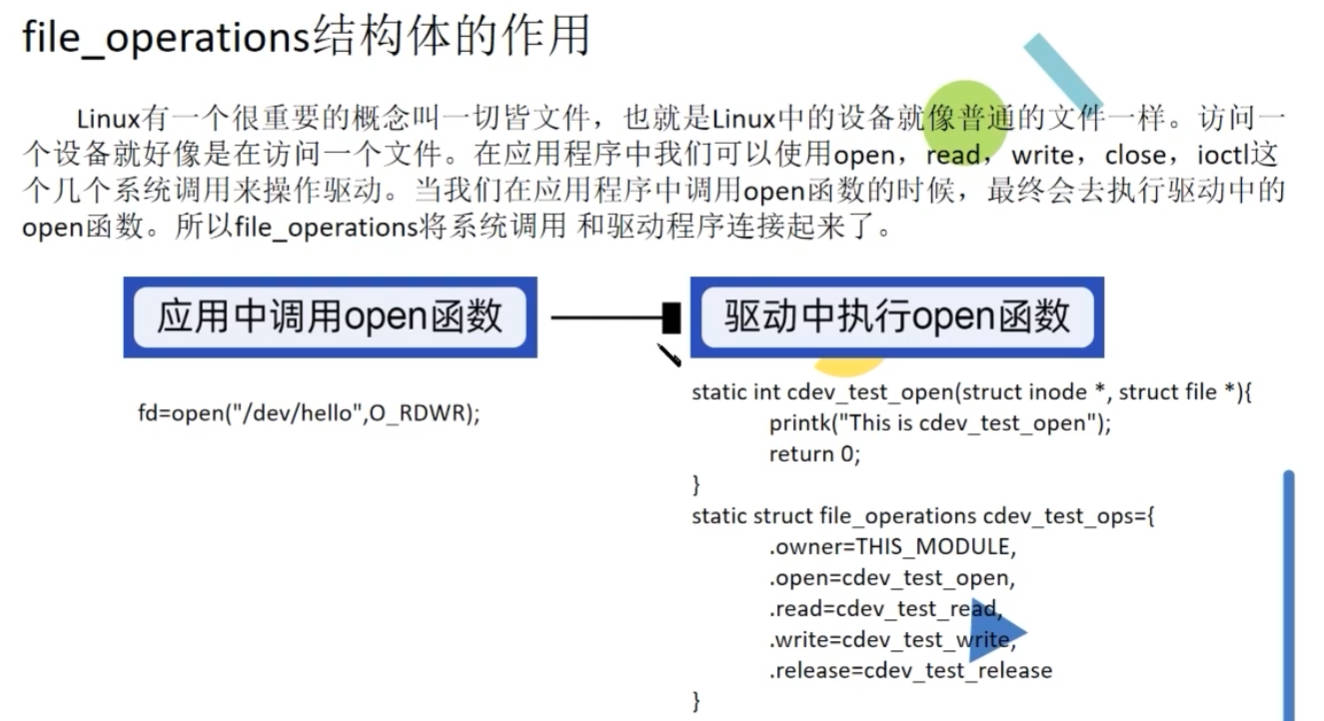 file_operations结构体的作用
Linux有一个很重要的概念叫一切皆文件，也就是Linux中的设备就像普通的文件一样。访问一
个设备就好像是在访问一个文件。在应用程序中我们可以使用open，read，write，close，ioctl这
个几个系统调用来操作驱动。当我们在应用程序中调用open函数的时候，最终会去执行驱动中的
open函数。所以file_operations将系统调用 和驱动程序连接起来了。
应用中调用open函数
驱动中执行open函数
fd=open("/dev/hello",O_RDWR);
static int cdev_test_open(struct inode *, struct file *){
printk("This is cdev_test_open");
return 0;
}
static struct file_operations cdev_test_ops={
.owner=THIS_MODULE,
.open=cdev_test_open,
.read=cdev_test_read,
.write=cdev_test_write,
.release=cdev_test_release
}